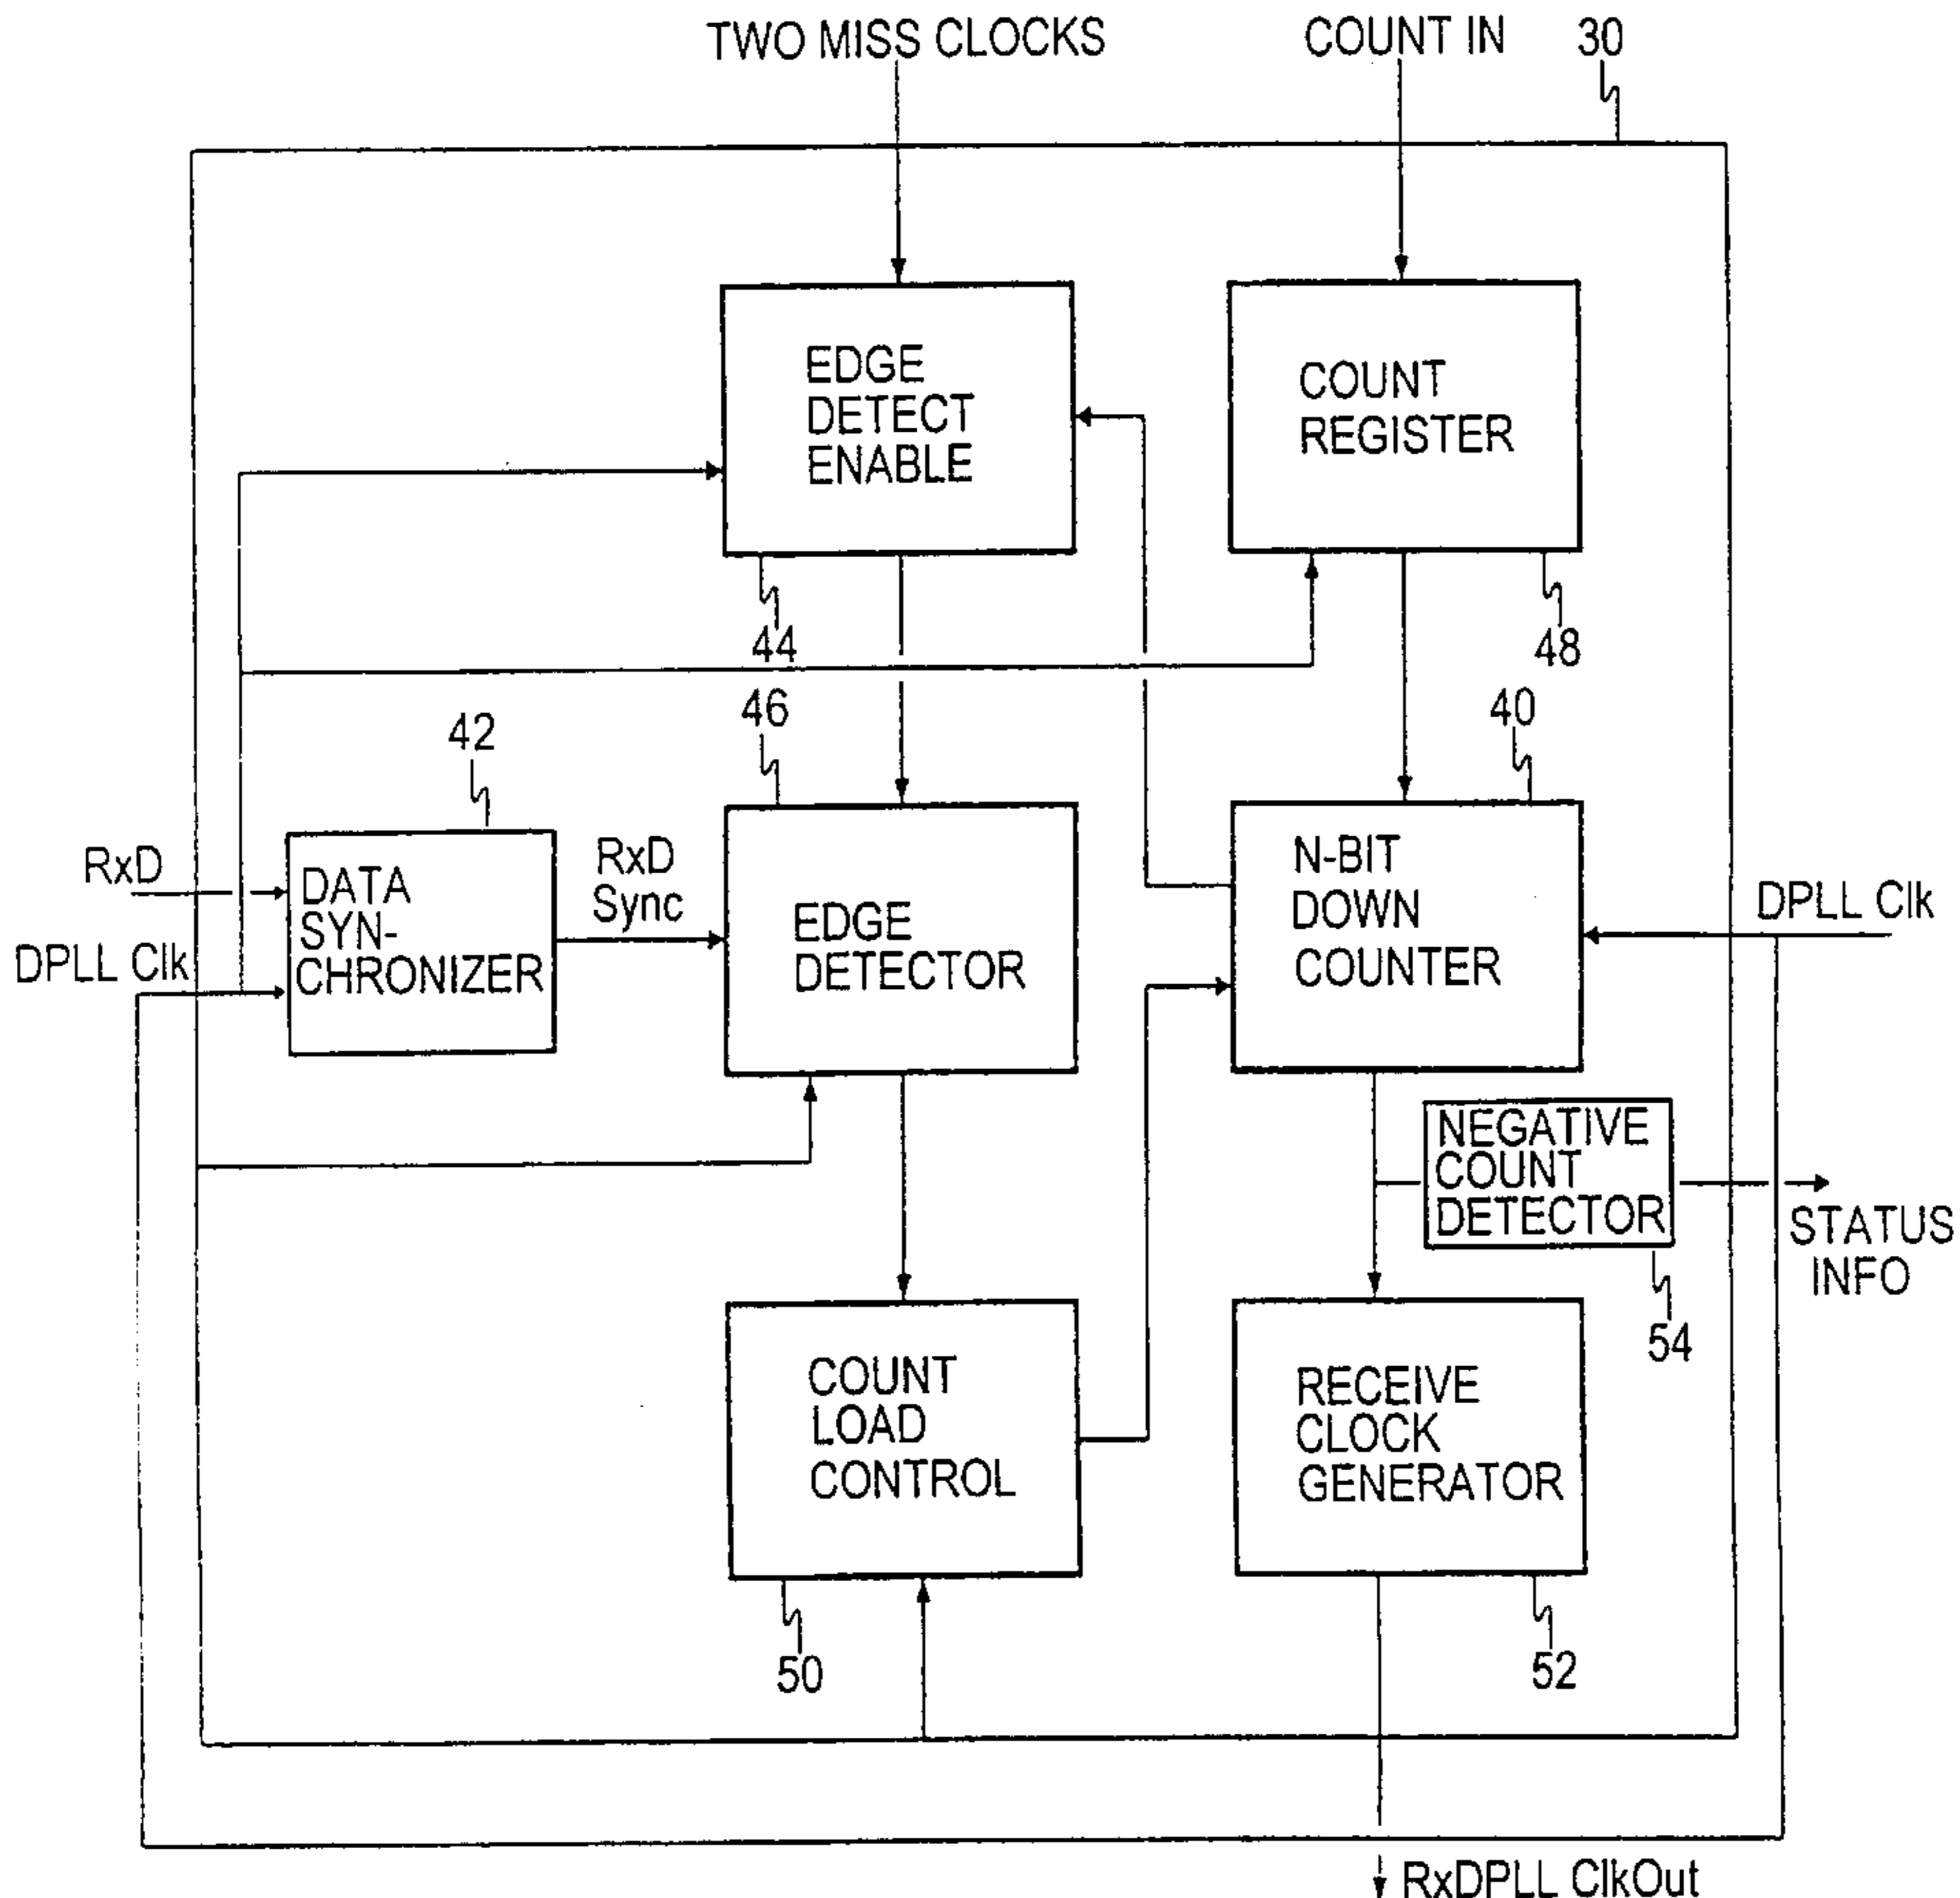 TWO MISS CLOCKS
COUNT IN
30
EDGE
DETECT
ENABLE
COUNT
REGISTER
44
48
46
40
42
RxD
DPLL Clk
DATA
SYN-
CHRONIZER
RxD
Sync
EDGE
DETECTOR
N-BIT
DOWN
COUNTER
DPLL Clk
NEGATIVE
COUNT
DETECTOR
STATUS
INFO
54
COUNT
LOAD
CONTROL
RECEIVE
CLOCK
GENERATOR
50
52
RxDPLL ClkOut